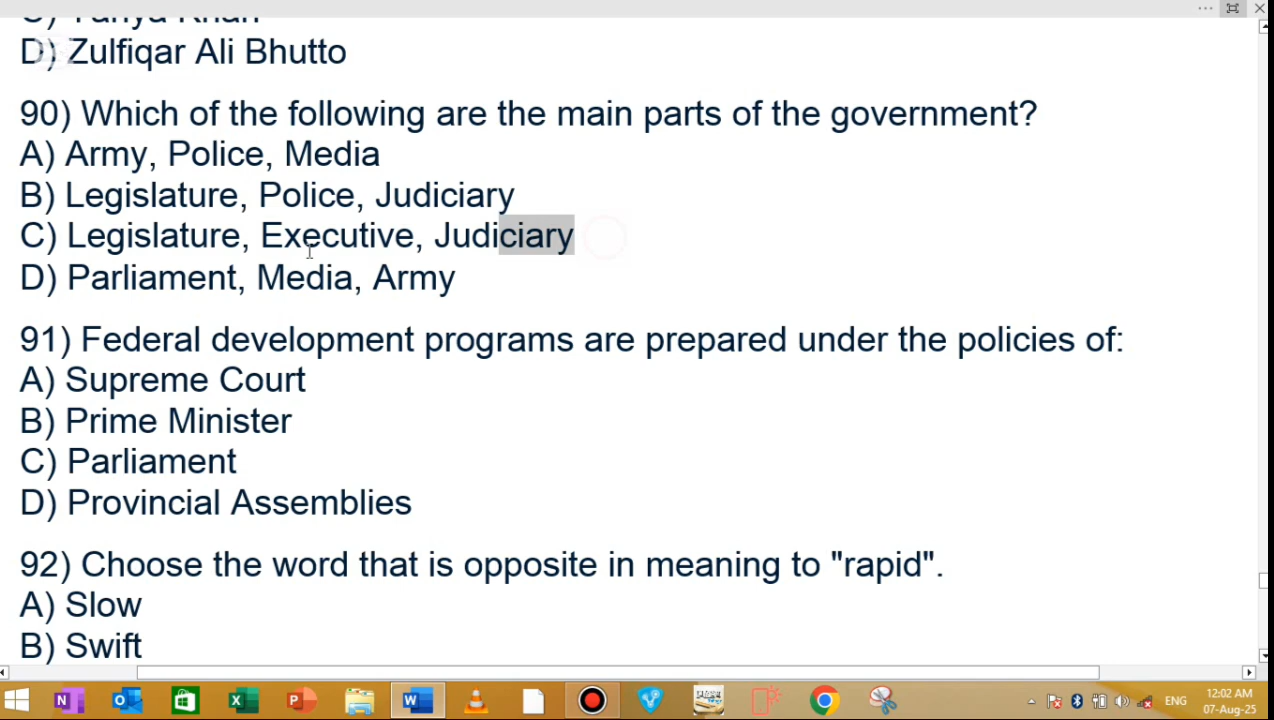 C) Yahya Khan
D) Zulfiqar Ali Bhutto
90) Which of the following are the main parts of the government?
A) Army, Police, Media
B) Legislature, Police, Judiciary
C) Legislature, Executive, Judiciary
D) Parliament, Media, Army
91) Federal development programs are prepared under the policies of:
A) Supreme Court
B) Prime Minister
C) Parliament
D) Provincial Assemblies
92) Choose the word that is opposite in meaning to "rapid".
A) Slow
B) Swift
ENG
12:02 AM
07-Aug-25